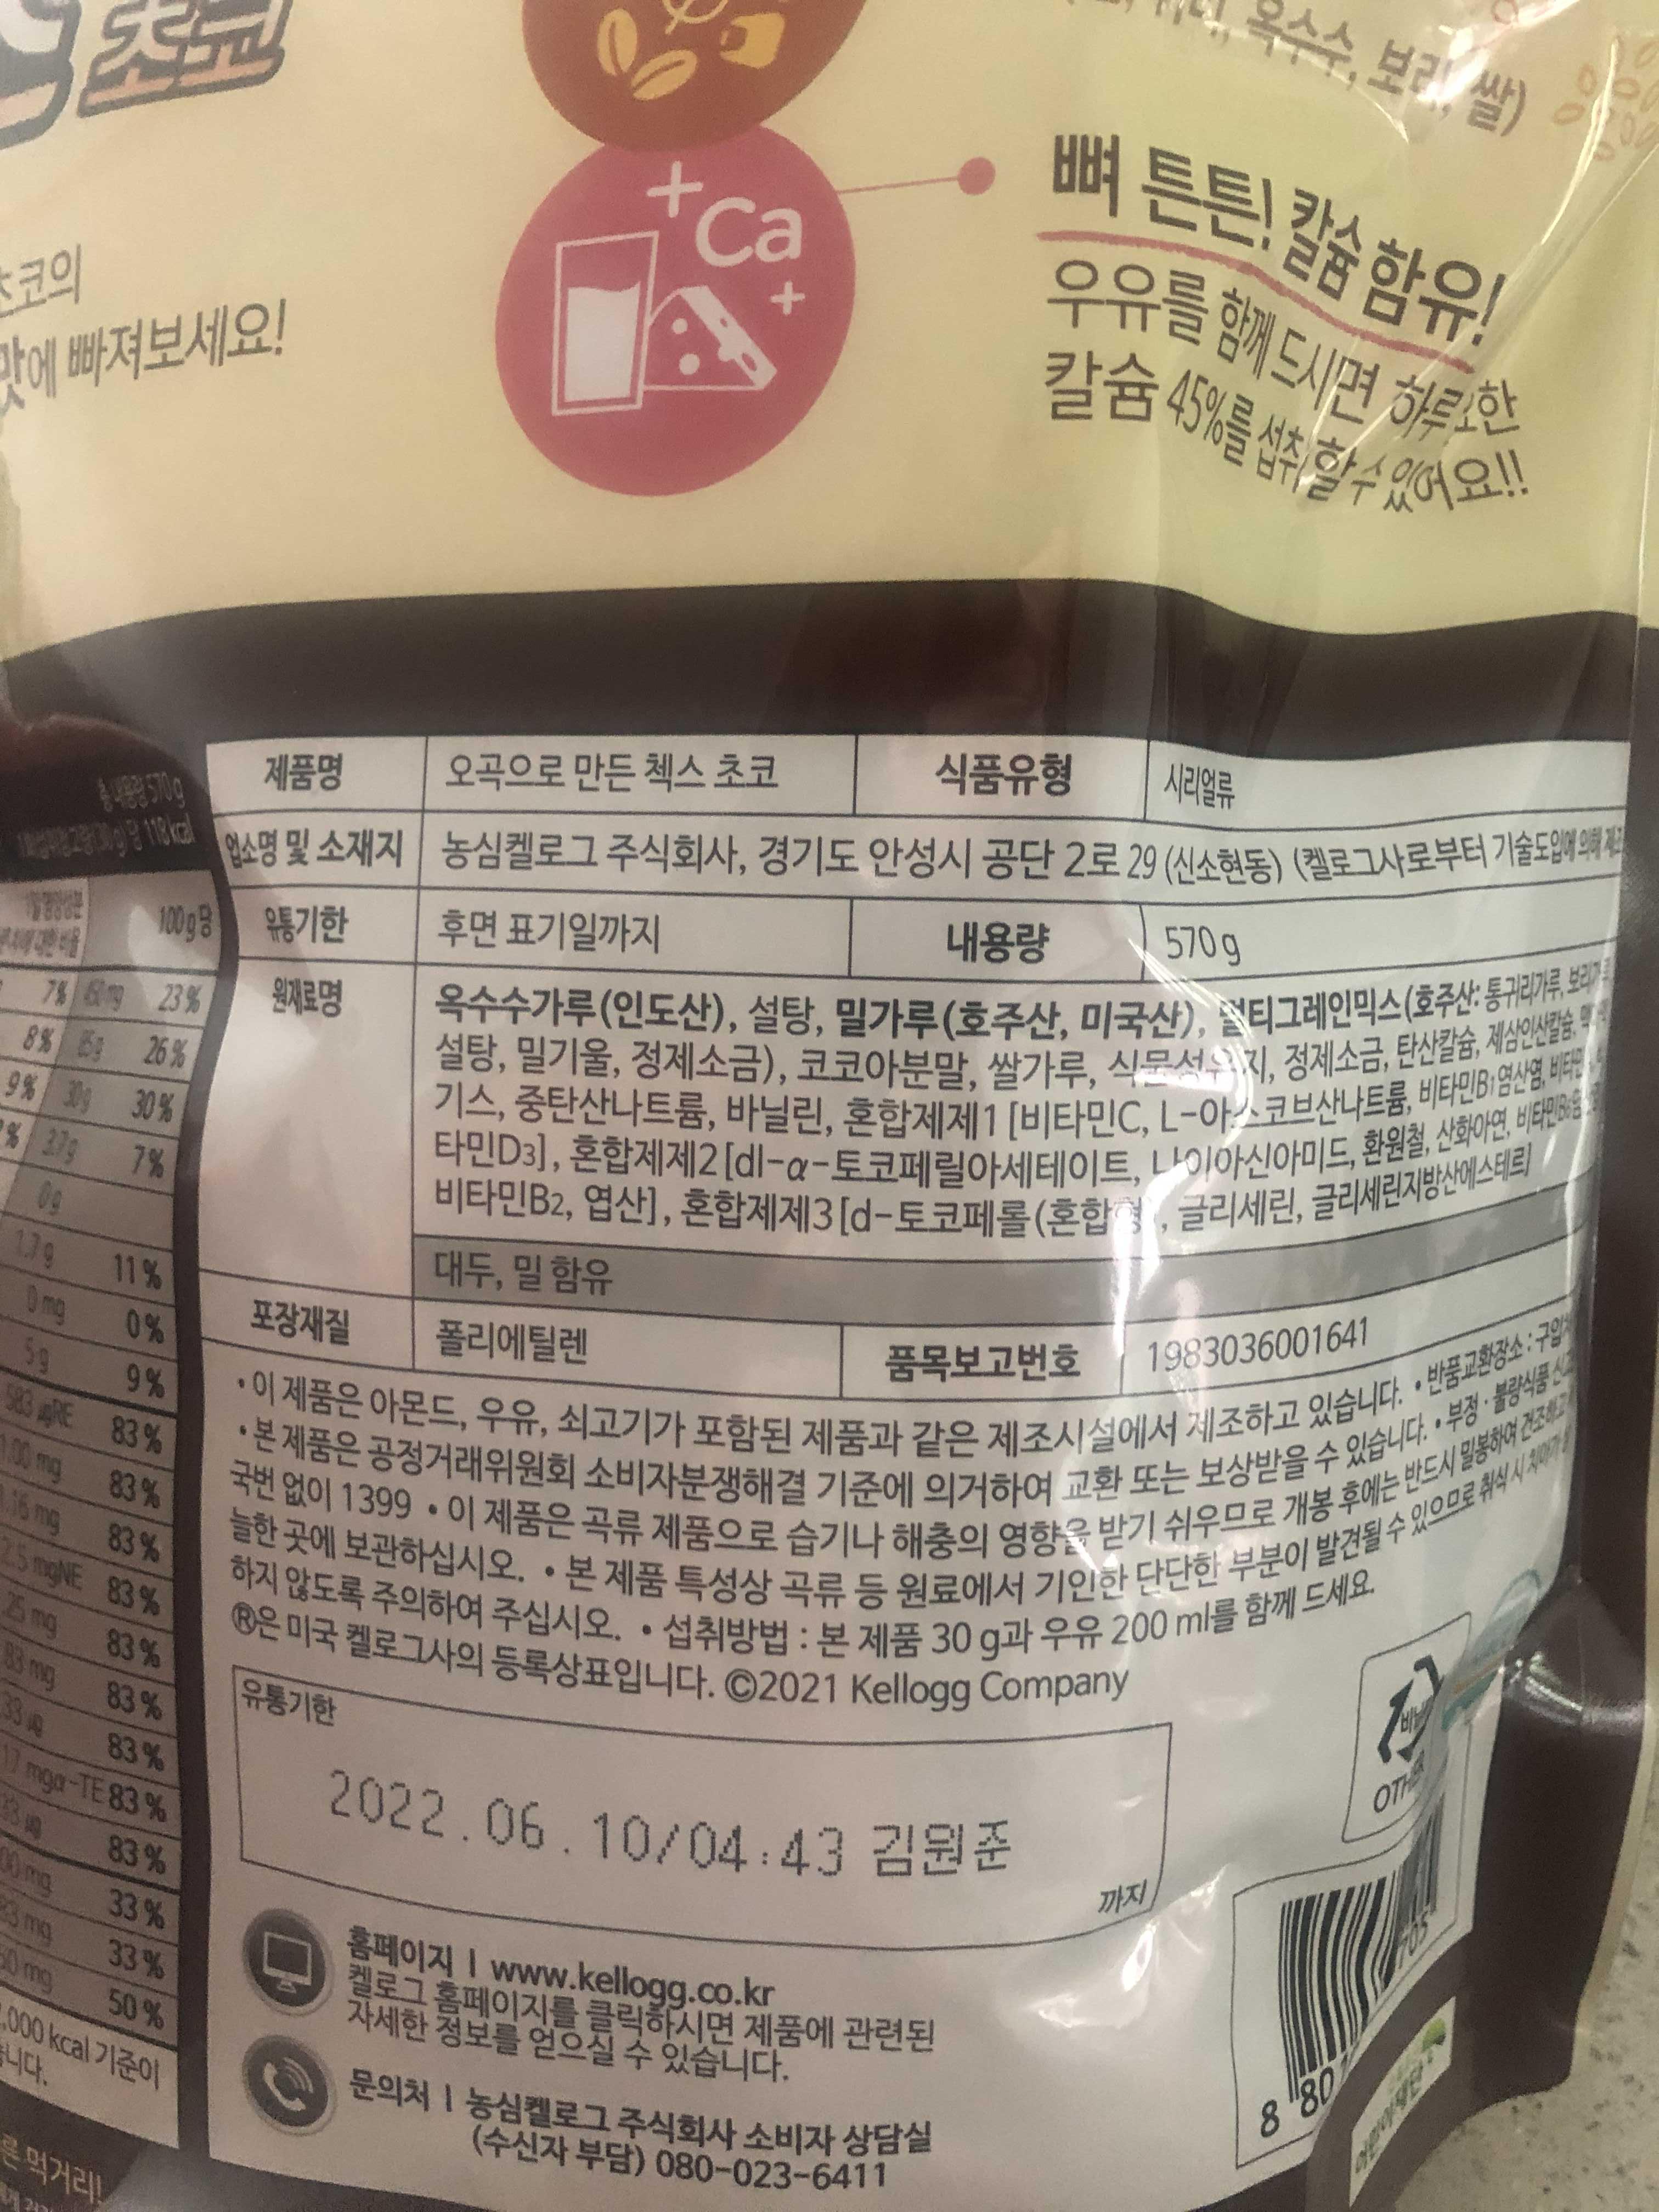 초코
옥수수, 보리, 쌀)
뼈 튼튼! 칼슘 함유!
우유를 함께 드시면 하루
칼슘 45%를 섭취할 수 있어요!!
+Ca
+
초코의
맛에 빠져보세요!
제품명 오곡으로 만든 첵스 초코 식품유형 시리얼류
업소명 및 소재지 농심켈로그 주식회사, 경기도 안성시 공단 2로 29 (신소현동) (켈로그사로부터 기술도입에 의해
유통기한 후면 표기일까지 내용량 570 g
원재료명 옥수수가루(인도산), 설탕, 밀가루(호주산, 미국산), 멀티그레인믹스(호주산: 통귀리가루, 보리가루
설탕, 밀기울, 정제소금), 코코아분말, 쌀가루, 식물성유지, 정제소금, 탄산칼슘, 제삼인산칼슘,
기스, 중탄산나트륨, 바닐린, 혼합제제1 [비타민C, L-아스코브산나트륨, 비타민B1염산염,
타민D3], 혼합제제2 [dl-α-토코페릴아세테이트, 나이아신아미드, 환원철, 산화아연,
비타민B2, 엽산], 혼합제제3 [d-토코페롤(혼합형), 글리세린, 글리세린지방산에스테르]
대두, 밀 함유
포장재질 폴리에틸렌 품목보고번호 1983036001641
• 이 제품은 아몬드, 우유, 쇠고기가 포함된 제품과 같은 제조시설에서 제조하고 있습니다. • 반품교환장소 :
• 본 제품은 공정거래위원회 소비자분쟁해결 기준에 의거하여 교환 또는 보상받을 수 있습니다. • 부정 · 불량식품
국번 없이 1399 • 이 제품은 곡류 제품으로 습기나 해충의 영향을 받기 쉬우므로 개봉 후에는 반드시 밀봉하여
늘한 곳에 보관하십시오. • 본 제품 특성상 곡류 등 원료에서 기인한 단단한 부분이 발견될 수 있으므로 취식 시
하지 않도록 주의하여 주십시오. • 섭취방법 : 본 제품 30 g과 우유 200 ml를 함께 드세요.
®은 미국 켈로그사의 등록상표입니다. ©2021 Kellogg Company
유통기한
2022.06.10/04:43 김원준
까지
비닐
OTHER
홈페이지 | www.kellogg.co.kr
켈로그 홈페이지를 클릭하시면 제품에 관련된
자세한 정보를 얻으실 수 있습니다.
문의처 | 농심켈로그 주식회사 소비자 상담실
(수신자 부담) 080-023-6411
8 80
총 내용량 570 g
118 kcal
100 g당
7% 23 %
8% 26 %
9% 30 %
7 %
0 g
1.7 g 11 %
0 mg 0 %
5 g 9 %
83 %
83 %
83 %
83 %
83 %
83 %
83 %
mgα-TE 83 %
83 %
33 %
33 %
50 %
,000 kcal 기준이
니다.
먹거리!
어린이재단